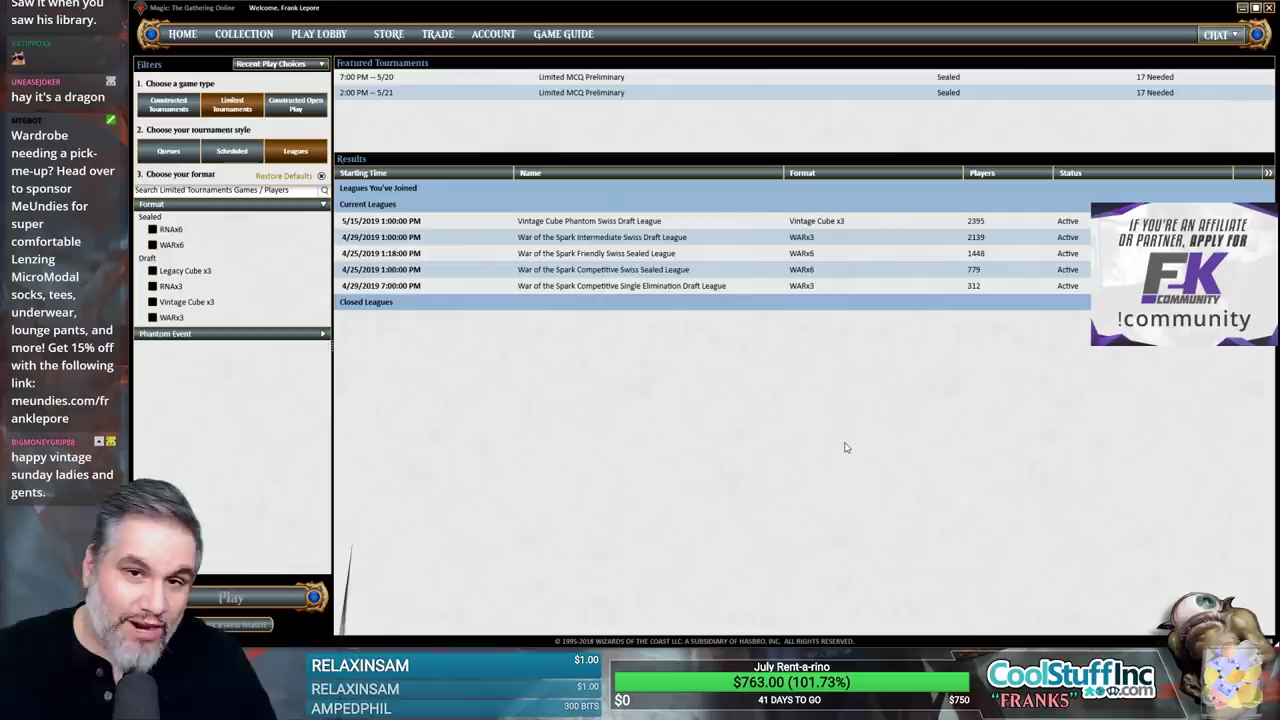 Magic: The Gathering Online Welcome, Frank Lepore
HOME COLLECTION PLAY LOBBY STORE TRADE ACCOUNT GAME GUIDE CHAT
Saw it when you
saw his library.
XXTIPPOXX
UNEASEJOKER
hay it's a dragon
MTGBOT
Wardrobe
needing a pick-
me-up? Head over
to sponsor
MeUndies for
super
comfortable
Lenzing
MicroModal
socks, tees,
underwear,
lounge pants, and
more! Get 15% off
with the following
link:
meundies.com/fr
anklepore
BIGMONEYGRIP88
happy vintage
sunday ladies and
gents.
Filters Recent Play Choices
1. Choose a game type
Constructed Tournaments Limited Tournaments Constructed Open Play
2. Choose your tournament style
Queues Scheduled Leagues
3. Choose your format Restore Defaults
Search Limited Tournaments Games / Players
Format
Sealed
RNAx6
WARx6
Draft
Legacy Cube x3
RNAx3
Vintage Cube x3
WARx3
Phantom Event
Play
New Match
Featured Tournaments
7:00 PM -- 5/20 Limited MCQ Preliminary Sealed 17 Needed
2:00 PM -- 5/21 Limited MCQ Preliminary Sealed 17 Needed
Results
Starting Time Name Format Players Status
Leagues You've Joined
Current Leagues
5/15/2019 1:00:00 PM Vintage Cube Phantom Swiss Draft League Vintage Cube x3 2395 Active
4/29/2019 1:00:00 PM War of the Spark Intermediate Swiss Draft League WARx3 2139 Active
4/25/2019 1:18:00 PM War of the Spark Friendly Swiss Sealed League WARx6 1448 Active
4/25/2019 1:00:00 PM War of the Spark Competitive Swiss Sealed League WARx6 779 Active
4/29/2019 7:00:00 PM War of the Spark Competitive Single Elimination Draft League WARx3 312 Active
Closed Leagues
IF YOU'RE AN AFFILIATE
OR PARTNER, APPLY FOR
COMMUNITY
!community
© 1995-2018 WIZARDS OF THE COAST LLC. A SUBSIDIARY OF HASBRO, INC. ALL RIGHTS RESERVED.
RELAXINSAM $1.00
RELAXINSAM $1.00
AMPEDPHIL 300 BITS
July Rent-a-rino
$763.00 (101.73%)
$0 41 DAYS TO GO $750
CoolStuffInc
.com
"FRANK5"